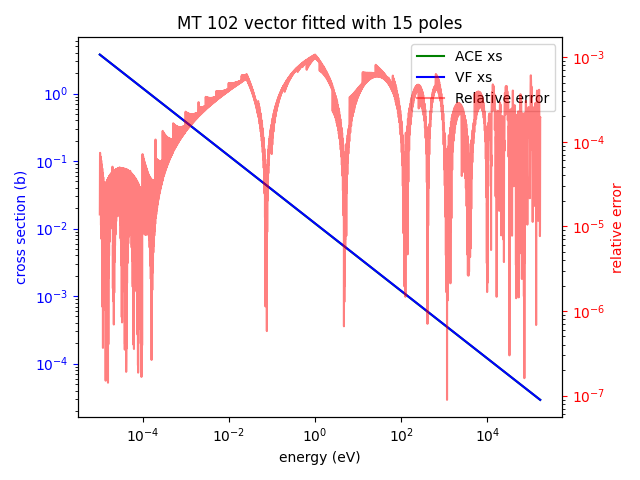 MT 102 vector fitted with 15 poles
ACE xs
VF xs
Relative error
cross section (b)
10^0
10^-1
10^-2
10^-3
10^-4
relative error
10^-3
10^-4
10^-5
10^-6
10^-7
10^-4 10^-2 10^0 10^2 10^4
energy (eV)